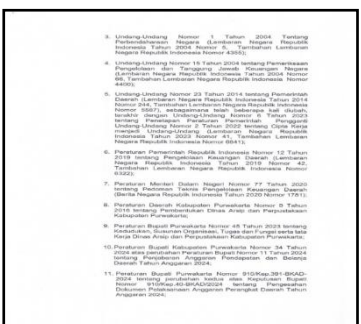 3. Undang-Undang Nomor 1 Tahun 2004 Tentang
Perbendaharaan Negara (Lembaran Negara Republik
Indonesia Tahun 2004 Nomor 5, Tambahan Lembaran
Negara Republik Indonesia Nomor 4355);
4. Undang-Undang Nomor 15 Tahun 2004 tentang Pemeriksaan
Pengelolaan dan Tanggung Jawab Keuangan Negara
(Lembaran Negara Republik Indonesia Tahun 2004 Nomor
66, Tambahan Lembaran Negara Republik Indonesia Nomor
4400);
5. Undang-Undang Nomor 23 Tahun 2014 tentang Pemerintah
Daerah (Lembaran Negara Republik Indonesia Tahun 2014
Nomor 244, Tambahan Lembaran Negara Republik Indonesia
Nomor 5587), sebagaimana telah beberapa kali diubah,
terakhir dengan Undang-Undang Nomor 6 Tahun 2023
tentang Penetapan Peraturan Pemerintah Pengganti
Undang-Undang Nomor 2 Tahun 2022 tentang Cipta Kerja
menjadi Undang-Undang (Lembaran Negara Republik
Indonesia Tahun 2023 Nomor 41, Tambahan Lembaran
Negara Republik Indonesia Nomor 6841);
6. Peraturan Pemerintah Republik Indonesia Nomor 12 Tahun
2019 tentang Pengelolaan Keuangan Daerah (Lembaran
Negara Republik Indonesia Tahun 2019 Nomor 42,
Tambahan Lembaran Negara Republik Indonesia Nomor
6322);
7. Peraturan Menteri Dalam Negeri Nomor 77 Tahun 2020
tentang Pedoman Teknis Pengelolaan Keuangan Daerah
(Berita Negara Republik Indonesia Tahun 2020 Nomor 1781);
8. Peraturan Daerah Kabupaten Purwakarta Nomor 9 Tahun
2016 tentang Pembentukan Dinas Arsip dan Perpustakaan
Kabupaten Purwakarta;
9. Peraturan Bupati Purwakarta Nomor 48 Tahun 2023 tentang
Kedudukan, Susunan Organisasi, Tugas dan Fungsi serta tata
Kerja Dinas Arsip dan Perpustakaan Kabupaten Purwakarta;
10. Peraturan Bupati Kabupaten Purwakarta Nomor 34 Tahun
2024 atas perubahan Peraturan Bupati Nomor 11 Tahun 2024
tentang Penjabaran Anggaran Pendapatan dan Belanja
Daerah Tahun Anggaran 2024;
11. Peraturan Bupati Purwakarta Nomor 910/Kep.391-BKAD-
2024 tentang perubahan kedua atas Keputusan Bupati
Nomor 910/Kep.40-BKAD/2024 tentang Pengesahan
Dokumen Pelaksanaan Anggaran Perangkat Daerah Tahun
Anggaran 2024;